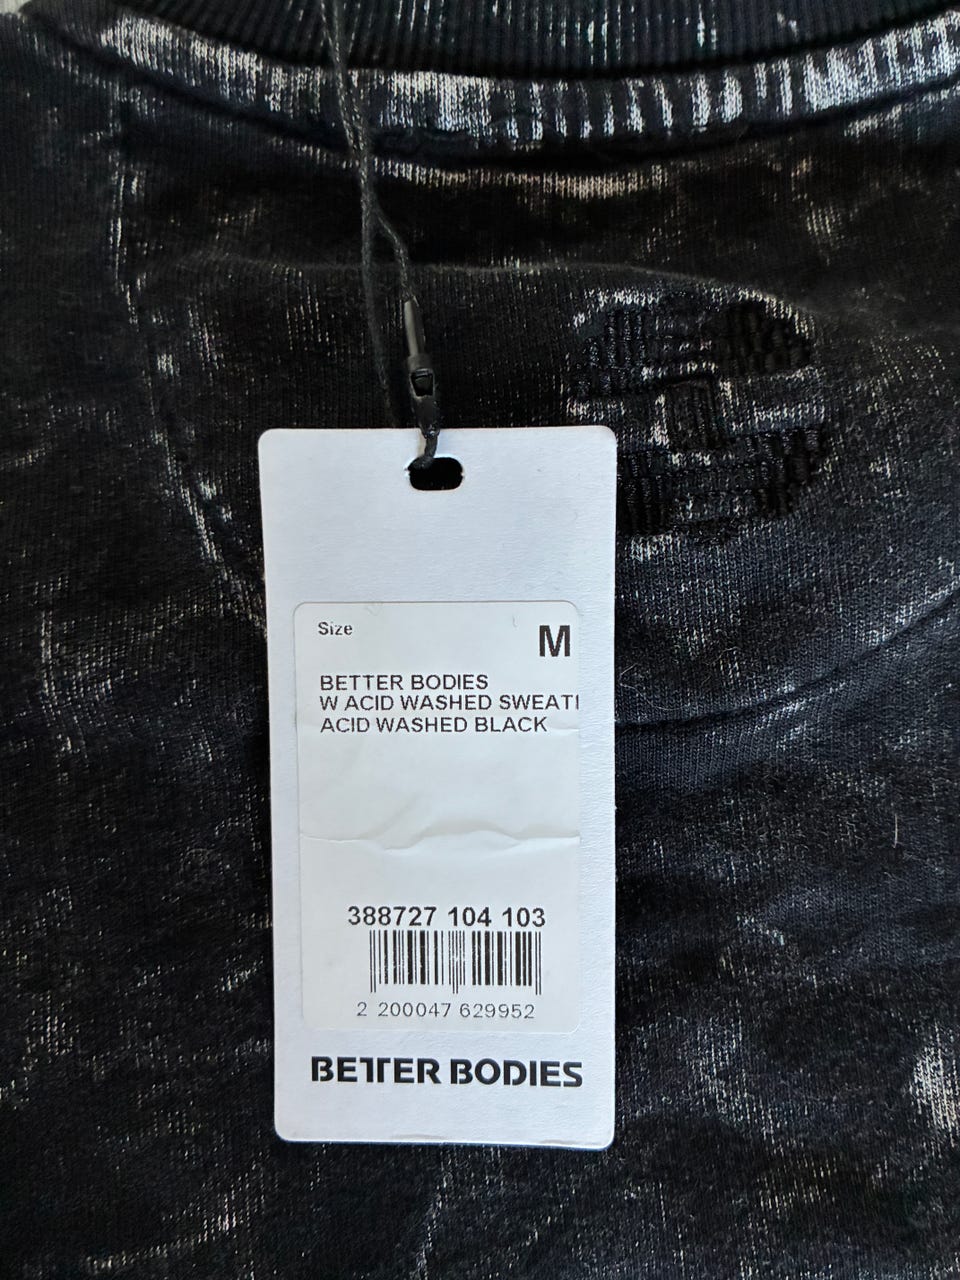 Size
M
BETTER BODIES
W ACID WASHED SWEATI
ACID WASHED BLACK
388727 104 103
2 200047 629952
BETTER BODIES